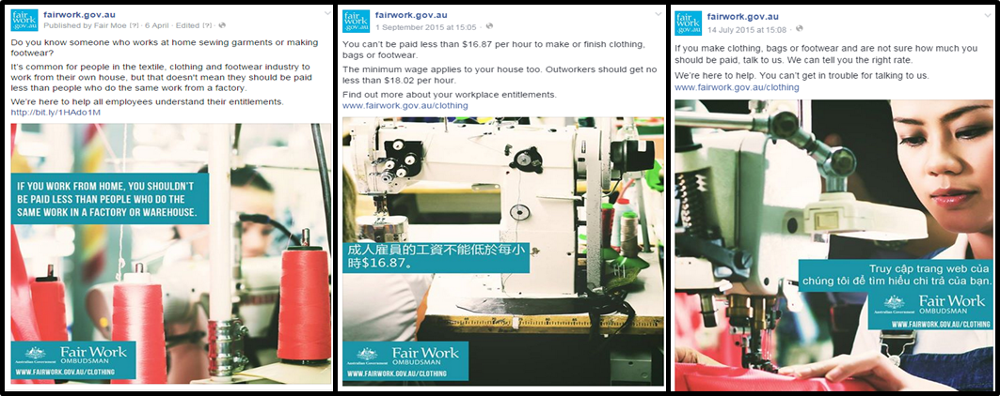 fair
work
gov.au
fairwork.gov.au
Published by Fair Moe [?] · 6 April · Edited [?] ·
Do you know someone who works at home sewing garments or making
footwear?
It's common for people in the textile, clothing and footwear industry to
work from their own house, but that doesn't mean they should be paid
less than people who do the same work from a factory.
We're here to help all employees understand their entitlements.
http://bit.ly/1HAdo1M
IF YOU WORK FROM HOME, YOU SHOULDN'T
BE PAID LESS THAN PEOPLE WHO DO THE
SAME WORK IN A FACTORY OR WAREHOUSE.
Australian Government
Fair Work
OMBUDSMAN
WWW.FAIRWORK.GOV.AU/CLOTHING
fair
work
gov.au
fairwork.gov.au
1 September 2015 at 15:05 ·
You can't be paid less than $16.87 per hour to make or finish clothing,
bags or footwear.
The minimum wage applies to your house too. Outworkers should get no
less than $18.02 per hour.
Find out more about your workplace entitlements.
www.fairwork.gov.au/clothing
成人雇員的工資不能低於每小
時$16.87。
Australian Government
Fair Work
OMBUDSMAN
WWW.FAIRWORK.GOV.AU/CLOTHING
fair
work
gov.au
fairwork.gov.au
14 July 2015 at 15:08 ·
If you make clothing, bags or footwear and are not sure how much you
should be paid, talk to us. We can tell you the right rate.
We're here to help. You can't get in trouble for talking to us.
www.fairwork.gov.au/clothing
Truy cập trang web của
chúng tôi để tìm hiểu chi trả của bạn.
Australian Government
Fair Work
OMBUDSMAN
WWW.FAIRWORK.GOV.AU/CLOTHING